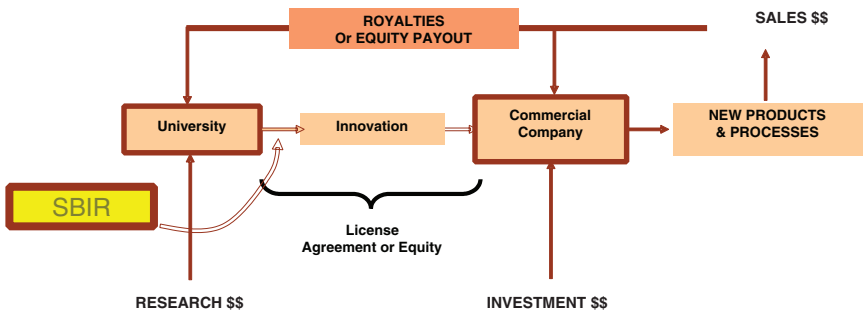 ROYALTIES
Or EQUITY PAYOUT
SALES $$
University
Innovation
Commercial
Company
NEW PRODUCTS
& PROCESSES
SBIR
License
Agreement or Equity
RESEARCH $$
INVESTMENT $$